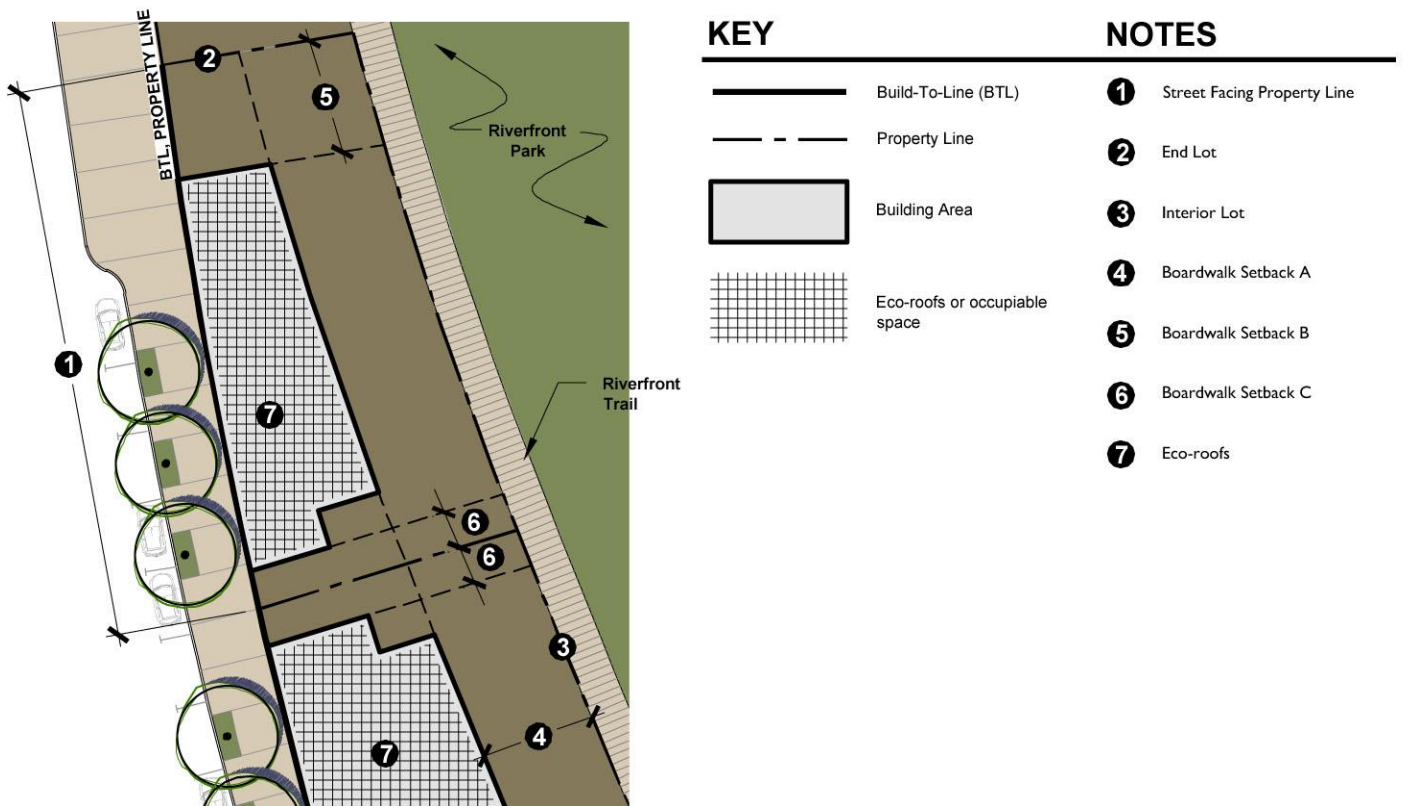 BTL, PROPERTY LINE
2
5
Riverfront
Park
1
7
Riverfront
Trail
6
6
3
4
7
KEY
Build-To-Line (BTL)
Property Line
Building Area
Eco-roofs or occupiable
space
NOTES
1 Street Facing Property Line
2 End Lot
3 Interior Lot
4 Boardwalk Setback A
5 Boardwalk Setback B
6 Boardwalk Setback C
7 Eco-roofs